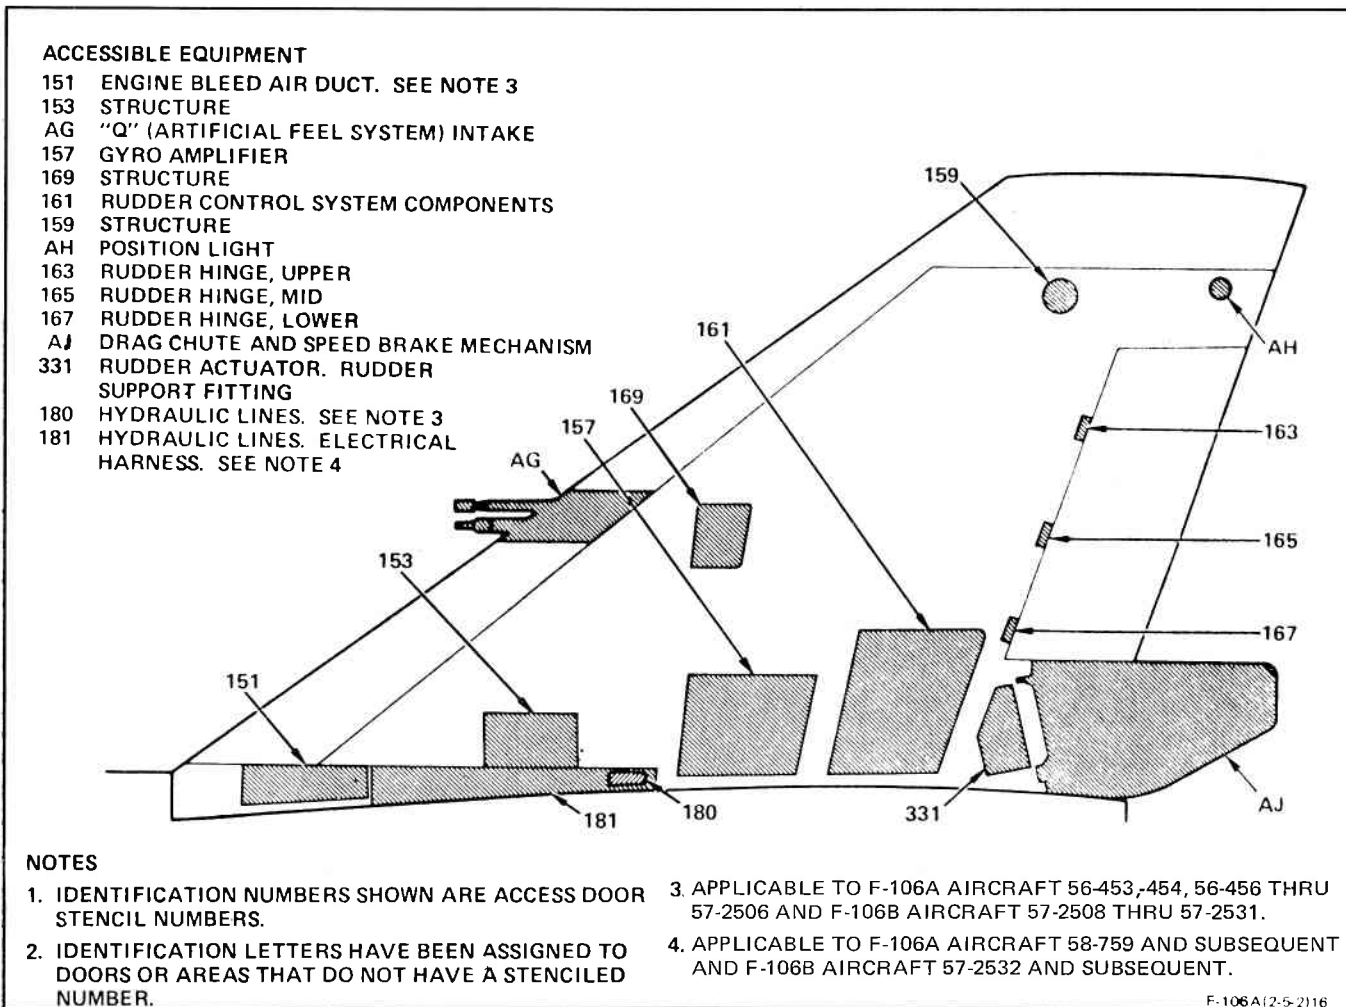 ACCESSIBLE EQUIPMENT
151 ENGINE BLEED AIR DUCT. SEE NOTE 3
153 STRUCTURE
AG "Q" (ARTIFICIAL FEEL SYSTEM) INTAKE
157 GYRO AMPLIFIER
169 STRUCTURE
161 RUDDER CONTROL SYSTEM COMPONENTS
159 STRUCTURE
AH POSITION LIGHT
163 RUDDER HINGE, UPPER
165 RUDDER HINGE, MID
167 RUDDER HINGE, LOWER
AJ DRAG CHUTE AND SPEED BRAKE MECHANISM
331 RUDDER ACTUATOR. RUDDER
SUPPORT FITTING
180 HYDRAULIC LINES. SEE NOTE 3
181 HYDRAULIC LINES. ELECTRICAL
HARNESS. SEE NOTE 4
159
161
AH
169
157
163
AG
165
153
167
151
181
180
331
AJ
NOTES
1. IDENTIFICATION NUMBERS SHOWN ARE ACCESS DOOR
STENCIL NUMBERS.
2. IDENTIFICATION LETTERS HAVE BEEN ASSIGNED TO
DOORS OR AREAS THAT DO NOT HAVE A STENCILED
NUMBER.
3. APPLICABLE TO F-106A AIRCRAFT 56-453,-454, 56-456 THRU
57-2506 AND F-106B AIRCRAFT 57-2508 THRU 57-2531.
4. APPLICABLE TO F-106A AIRCRAFT 58-759 AND SUBSEQUENT
AND F-106B AIRCRAFT 57-2532 AND SUBSEQUENT.
F-106A(2-5-2)16